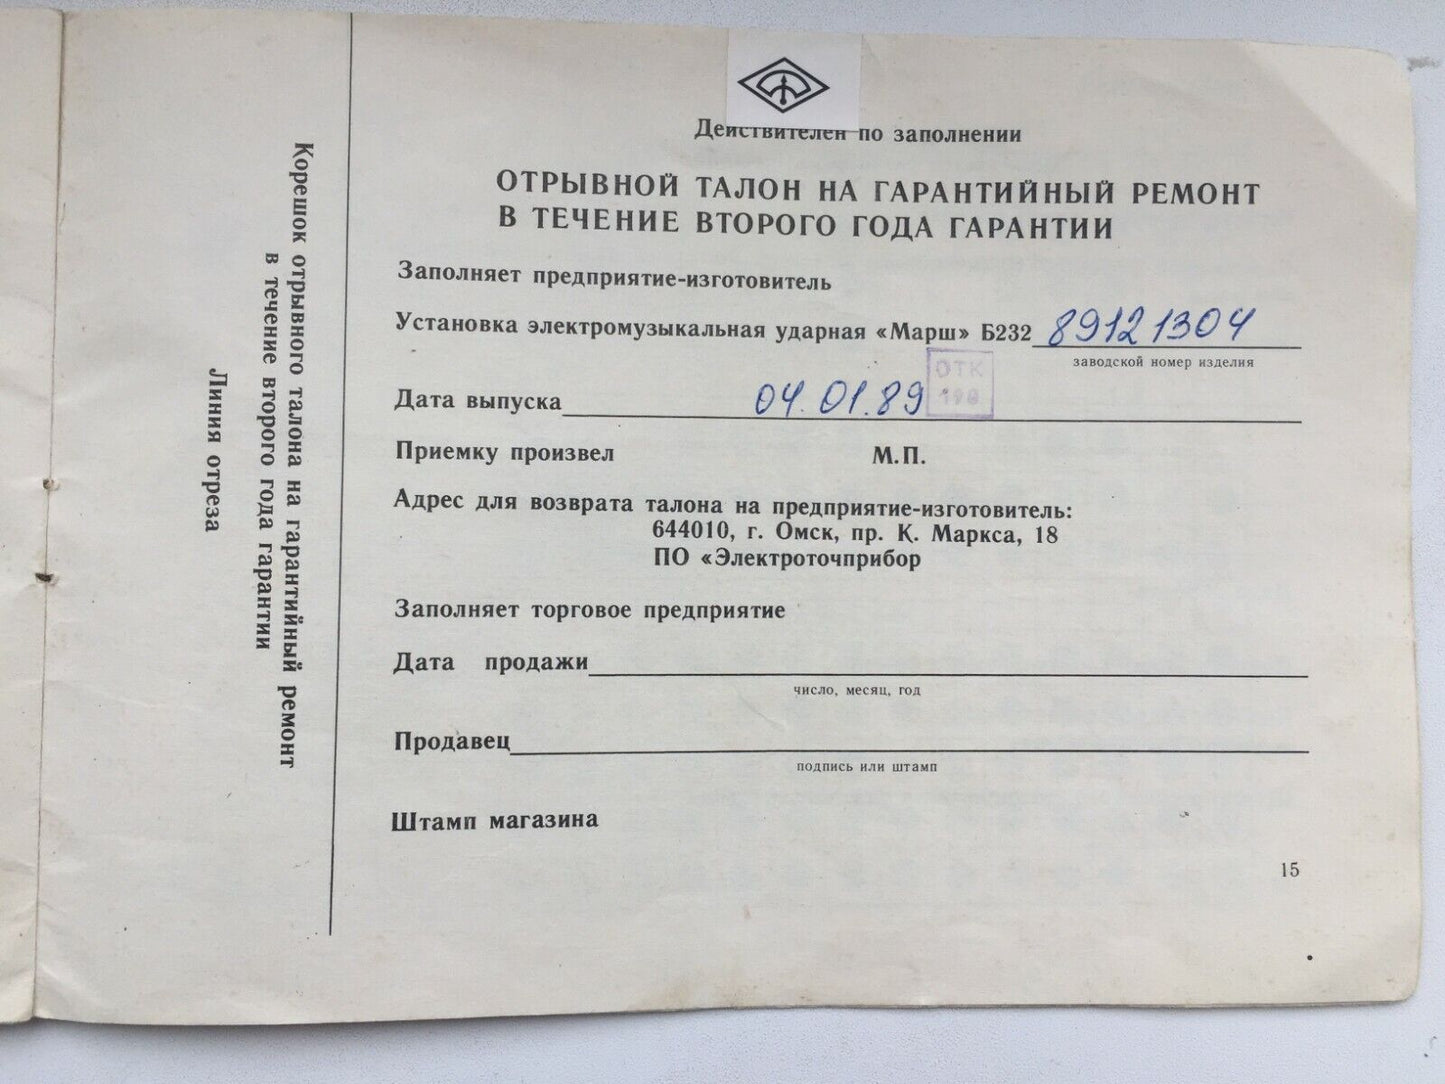 Действителен по заполнении
ОТРЫВНОЙ ТАЛОН НА ГАРАНТИЙНЫЙ РЕМОНТ
В ТЕЧЕНИЕ ВТОРОГО ГОДА ГАРАНТИИ
Заполняет предприятие-изготовитель
Установка электромузыкальная ударная «Марш» Б232 89121304
заводской номер изделия
Дата выпуска 04.01.89
ОТК
Приемку произвел М.П.
Адрес для возврата талона на предприятие-изготовитель:
644010, г. Омск, пр. К. Маркса, 18
ПО «Электроточприбор
Заполняет торговое предприятие
Дата продажи
число, месяц, год
Продавец
подпись или штамп
Штамп магазина
15
Корешок отрывного талона на гарантийный ремонт
в течение второго года гарантии
Линия отреза